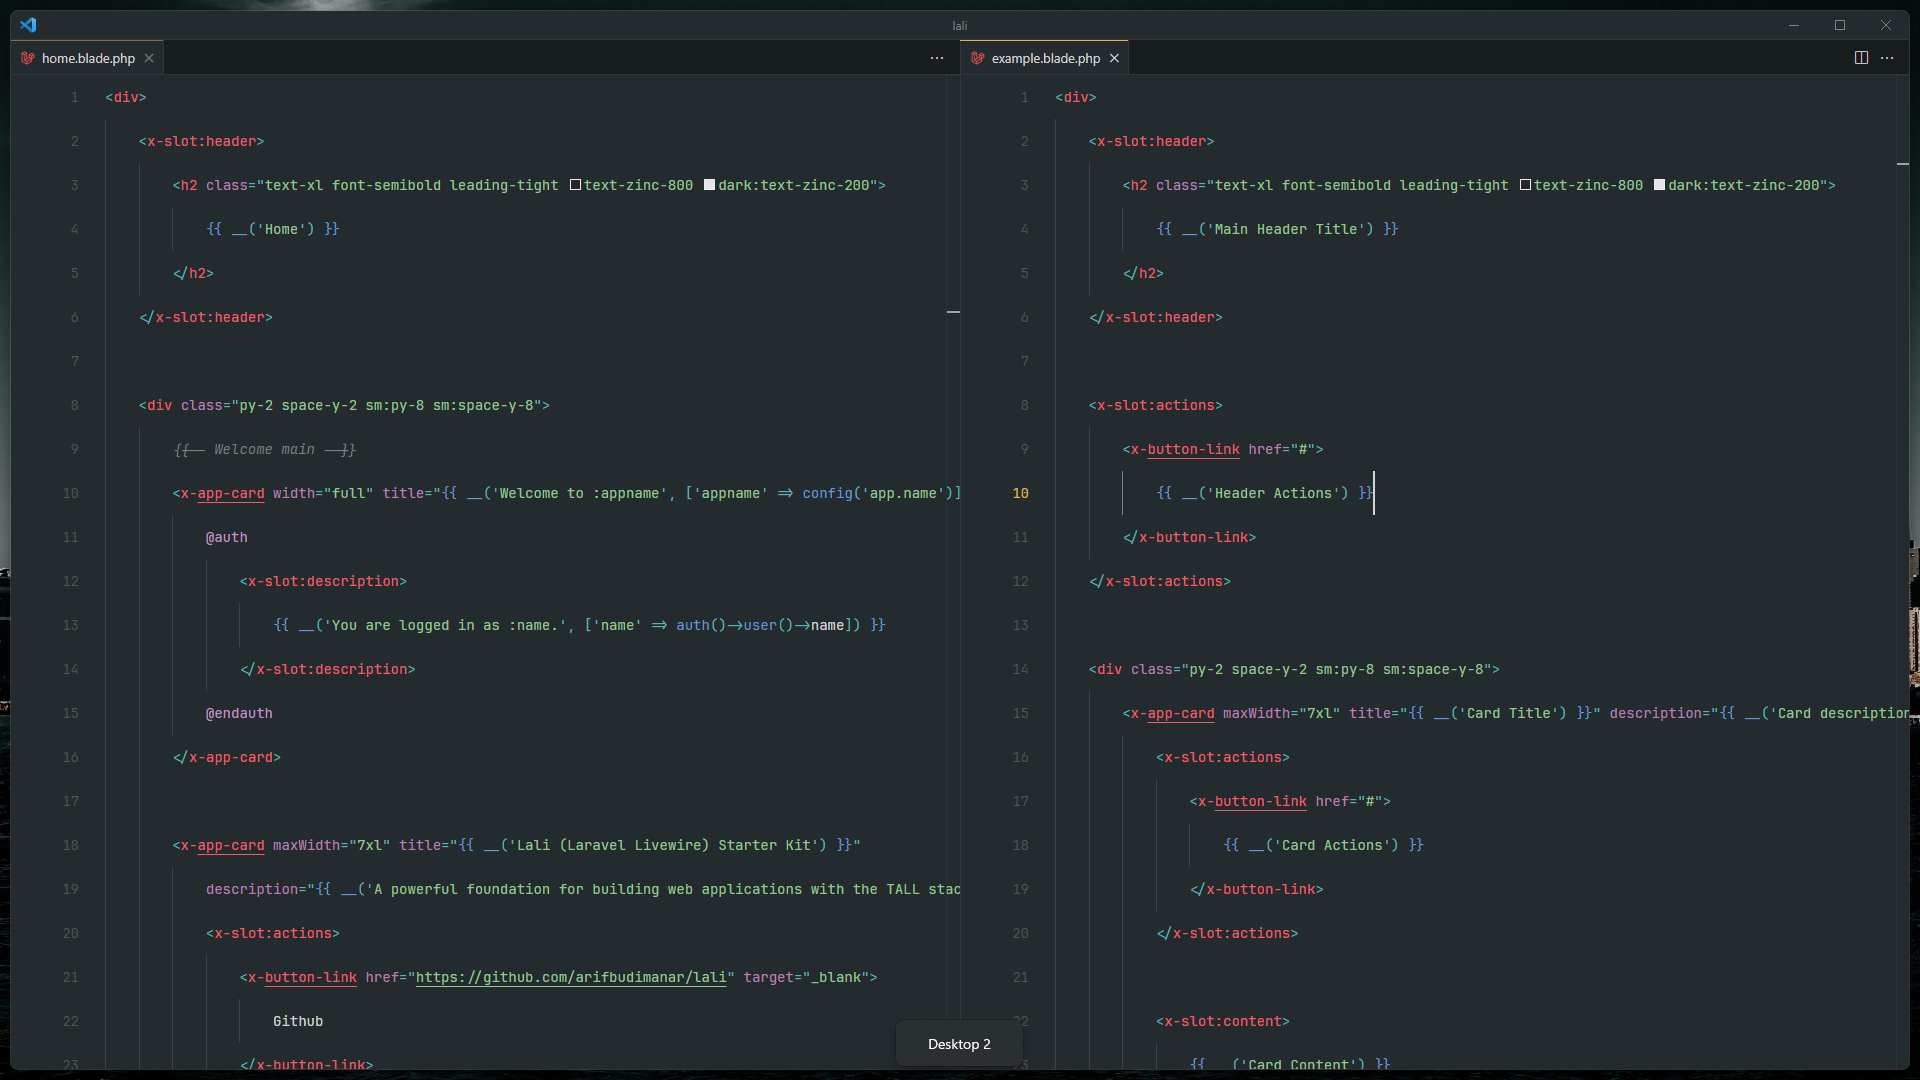 lali
home.blade.php
1 <div>
2 <x-slot:header>
3 <h2 class="text-xl font-semibold leading-tight text-zinc-800 dark:text-zinc-200">
4 {{ __('Home') }}
5 </h2>
6 </x-slot:header>
7
8 <div class="py-2 space-y-2 sm:py-8 sm:space-y-8">
9 {{-- Welcome main --}}
10 <x-app-card width="full" title="{{ __('Welcome to :appname', ['appname' => config('app.name')]
11 @auth
12 <x-slot:description>
13 {{ __('You are logged in as :name.', ['name' => auth()->user()->name]) }}
14 </x-slot:description>
15 @endauth
16 </x-app-card>
17
18 <x-app-card maxWidth="7xl" title="{{ __('Lali (Laravel Livewire) Starter Kit') }}"
19 description="{{ __('A powerful foundation for building web applications with the TALL stac
20 <x-slot:actions>
21 <x-button-link href="https://github.com/arifbudimanar/lali" target="_blank">
22 Github
23 </x-button-link>
example.blade.php
1 <div>
2 <x-slot:header>
3 <h2 class="text-xl font-semibold leading-tight text-zinc-800 dark:text-zinc-200">
4 {{ __('Main Header Title') }}
5 </h2>
6 </x-slot:header>
7
8 <x-slot:actions>
9 <x-button-link href="#">
10 {{ __('Header Actions') }}
11 </x-button-link>
12 </x-slot:actions>
13
14 <div class="py-2 space-y-2 sm:py-8 sm:space-y-8">
15 <x-app-card maxWidth="7xl" title="{{ __('Card Title') }}" description="{{ __('Card description
16 <x-slot:actions>
17 <x-button-link href="#">
18 {{ __('Card Actions') }}
19 </x-button-link>
20 </x-slot:actions>
21
22 <x-slot:content>
23 {{ __('Card Content') }}
Desktop 2